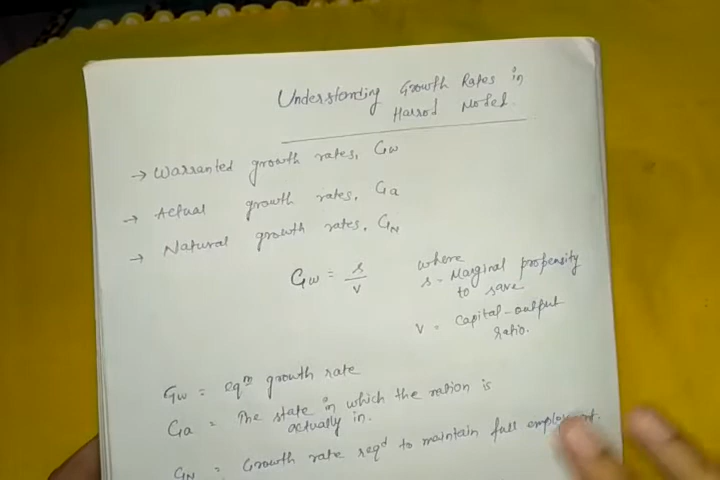 Understanding Growth Rates in
Harrod Model.
→ Warranted growth rates, Gw
→ Actual growth rates, Ga
→ Natural growth rates, GN
Gw = s/v
where
s - Marginal propensity
to save
v = Capital-output
ratio.
Gw = eqm growth rate
Ga = The state in which the nation is
actually in.
GN = Growth rate reqd to maintain full employment.